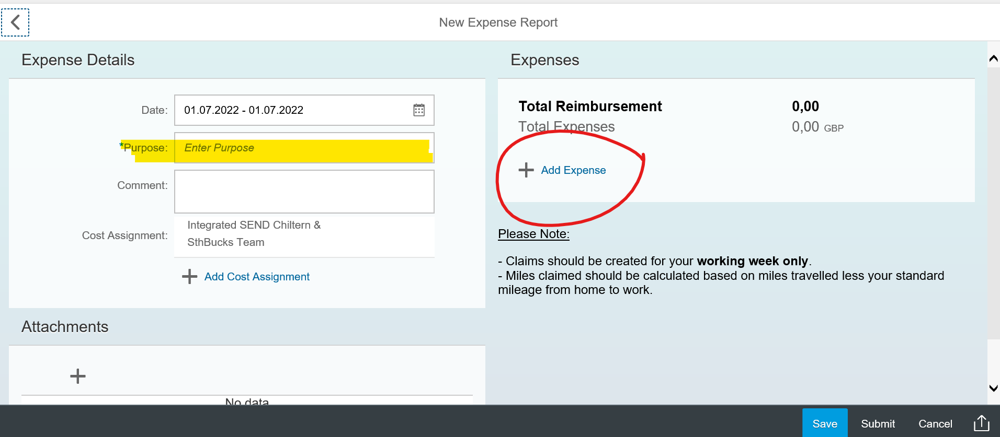 New Expense Report
Expense Details
Date: 01.07.2022 - 01.07.2022
*Purpose: Enter Purpose
Comment:
Cost Assignment: Integrated SEND Chiltern &
SthBucks Team
Add Cost Assignment
Attachments
No data
Expenses
Total Reimbursement 0,00
Total Expenses 0,00 GBP
Add Expense
Please Note:
- Claims should be created for your working week only.
- Miles claimed should be calculated based on miles travelled less your standard
mileage from home to work.
Save Submit Cancel